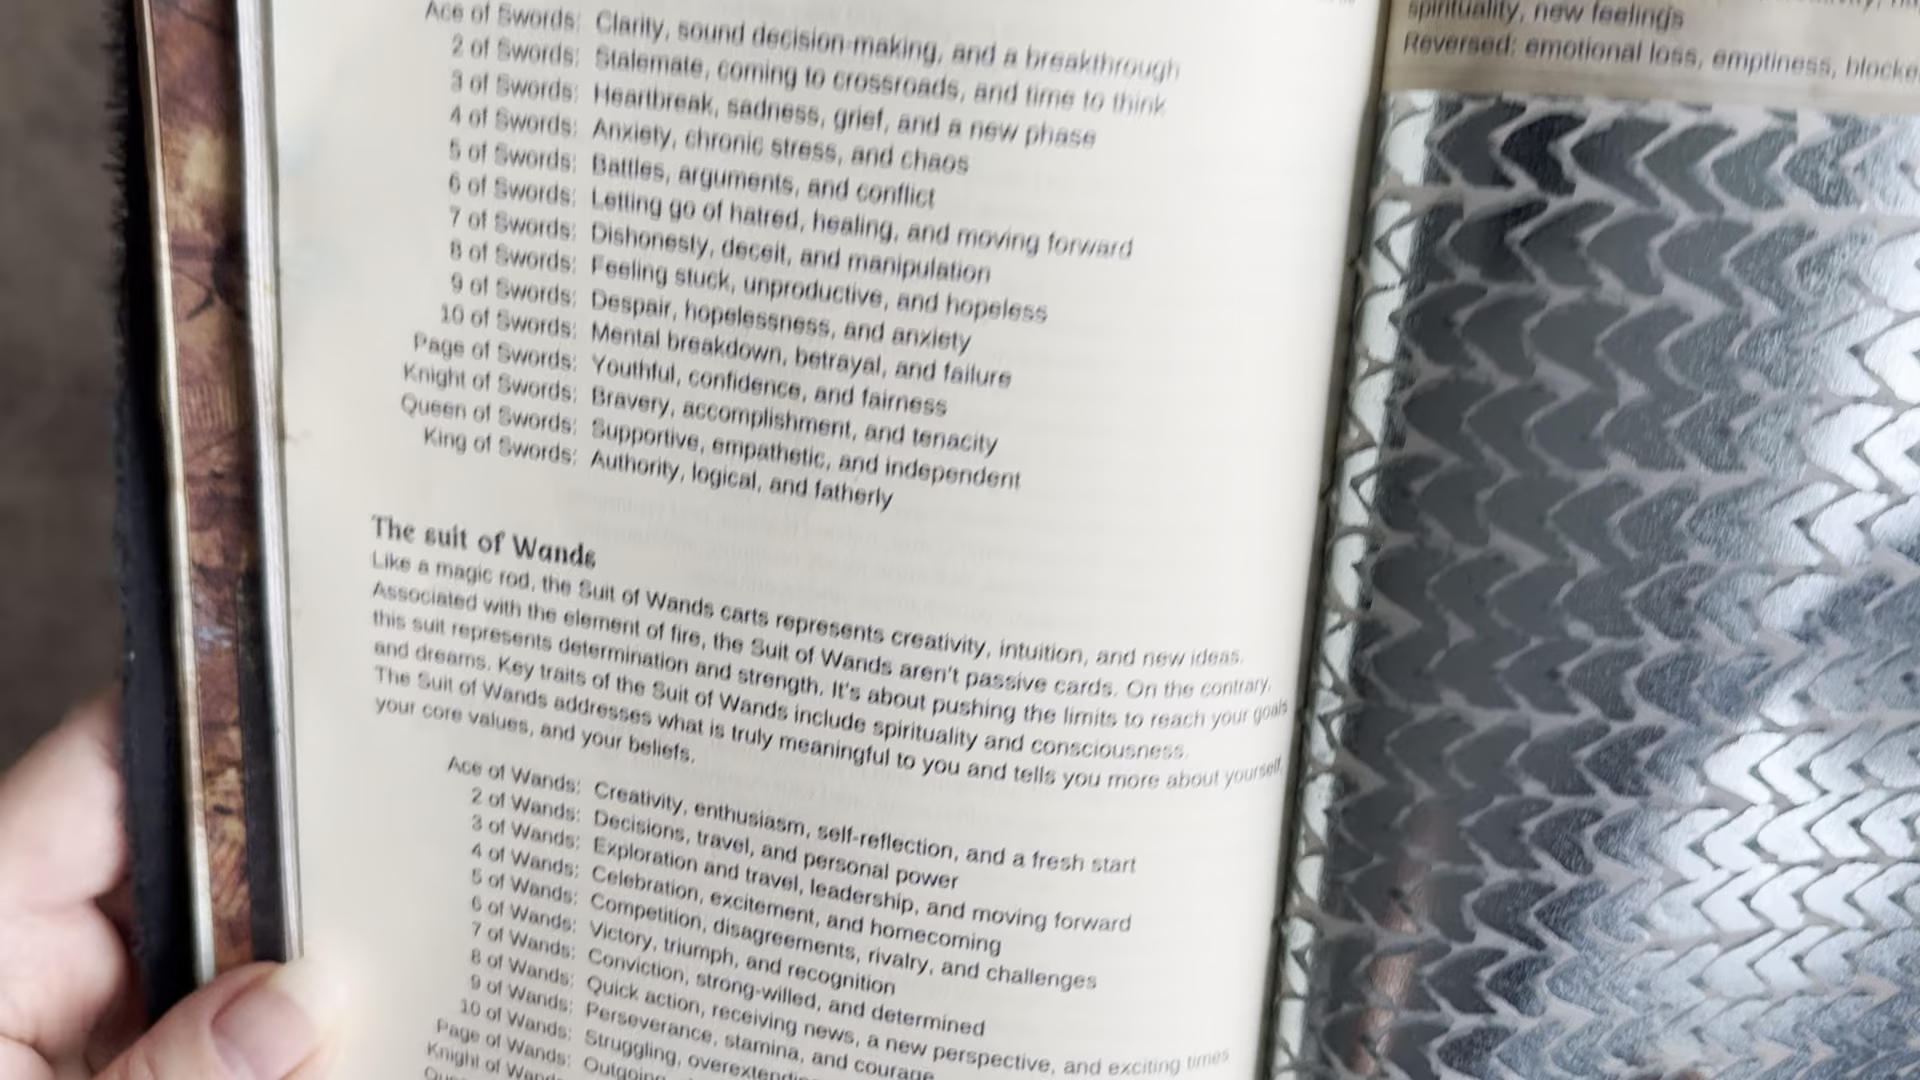 Ace of Swords: Clarity, sound decision-making, and a breakthrough
2 of Swords: Stalemate, coming to crossroads, and time to think
3 of Swords: Heartbreak, sadness, grief, and a new phase
4 of Swords: Anxiety, chronic stress, and chaos
5 of Swords: Battles, arguments, and conflict
6 of Swords: Letting go of hatred, healing, and moving forward
7 of Swords: Dishonesty, deceit, and manipulation
8 of Swords: Feeling stuck, unproductive, and hopeless
9 of Swords: Despair, hopelessness, and anxiety
10 of Swords: Mental breakdown, betrayal, and failure
Page of Swords: Youthful, confidence, and fairness
Knight of Swords: Bravery, accomplishment, and tenacity
Queen of Swords: Supportive, empathetic, and independent
King of Swords: Authority, logical, and fatherly
The suit of Wands
Like a magic rod, the Suit of Wands carts represents creativity, intuition, and new ideas.
Associated with the element of fire, the Suit of Wands aren't passive cards. On the contrary,
this suit represents determination and strength. It's about pushing the limits to reach your goals
and dreams. Key traits of the Suit of Wands include spirituality and consciousness.
The Suit of Wands addresses what is truly meaningful to you and tells you more about yourself,
your core values, and your beliefs.
Ace of Wands: Creativity, enthusiasm, self-reflection, and a fresh start
2 of Wands: Decisions, travel, and personal power
3 of Wands: Exploration and travel, leadership, and moving forward
4 of Wands: Celebration, excitement, and homecoming
5 of Wands: Competition, disagreements, rivalry, and challenges
6 of Wands: Victory, triumph, and recognition
7 of Wands: Conviction, strong-willed, and determined
8 of Wands: Quick action, receiving news, a new perspective, and exciting times
9 of Wands: Perseverance, stamina, and courage
10 of Wands: Struggling,
Page of Wands: Outgoing,
Knight of
spirituality, new feelings
Reversed: emotional loss, emptiness,